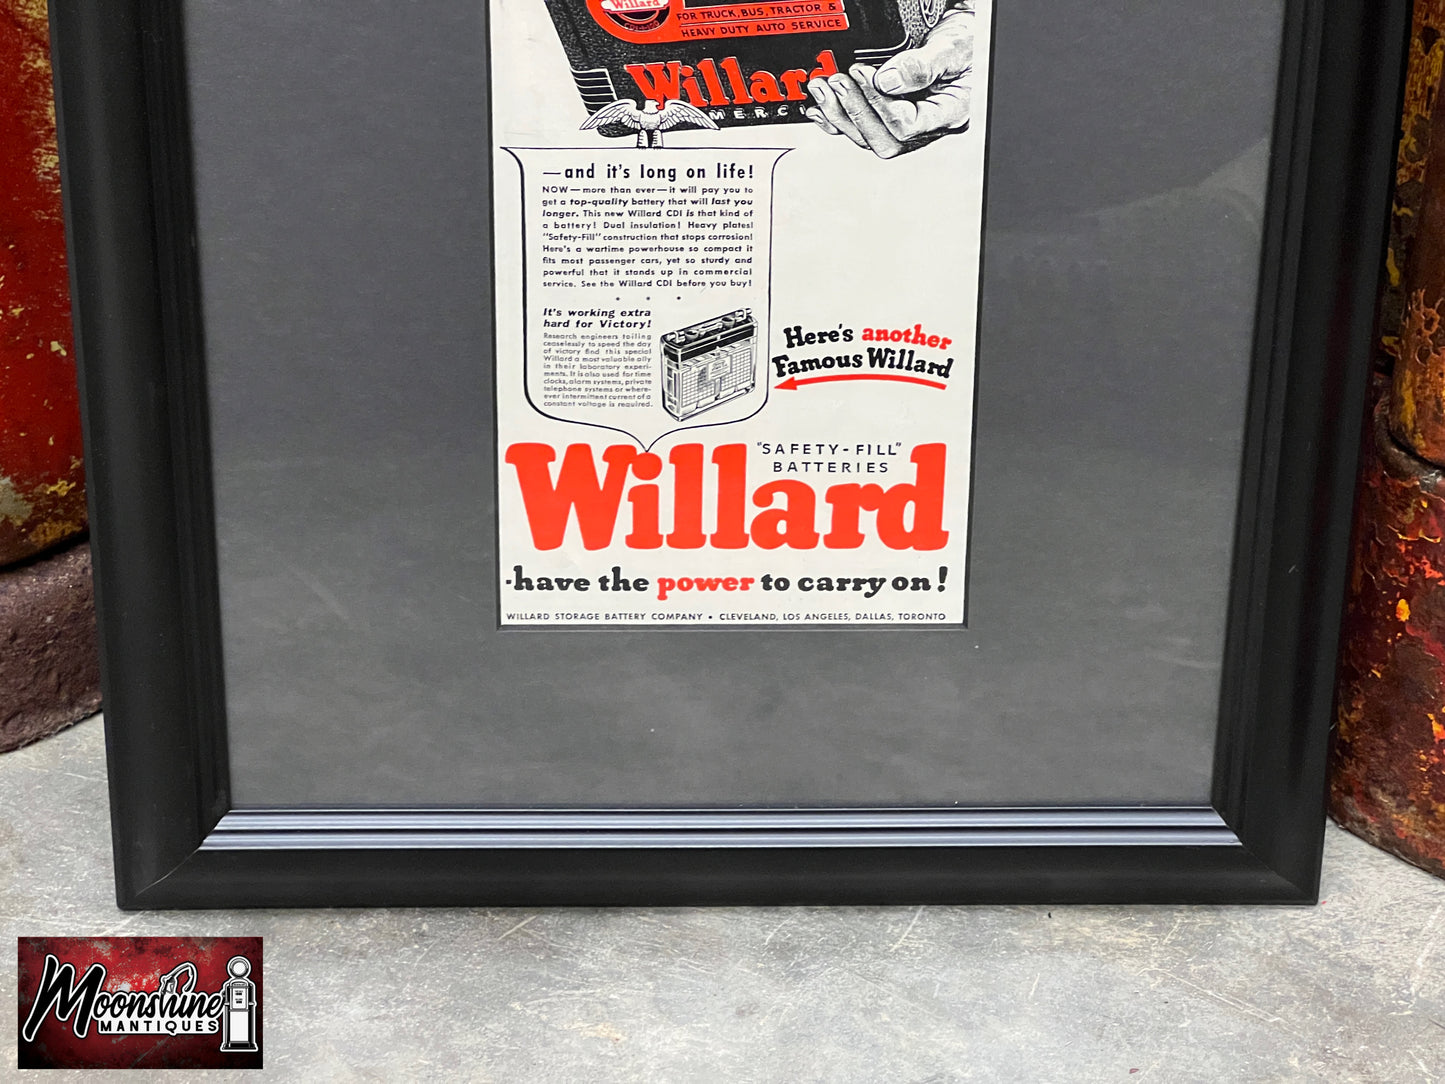 Willard
FOR TRUCK, BUS, TRACTOR &
HEAVY DUTY AUTO SERVICE
Willard
—and it's long on life!
NOW—more than ever—it will pay you to
get a top-quality battery that will last you
longer. This new Willard CDI is that kind of
a battery! Dual insulation! Heavy plates!
"Safety-Fill" construction that stops corrosion!
Here's a wartime powerhouse so compact it
fits most passenger cars, yet so sturdy and
powerful that it stands up in commercial
service. See the Willard CDI before you buy!
* * *
It's working extra
hard for Victory!
Research engineers toiling
ceaselessly to speed the day
of victory find this special
Willard a most valuable ally
in their laboratory experi-
ments. It is also used for time
clocks, alarm systems, private
telephone systems or where-
ever intermittent current of a
constant voltage is required.
Here's another
Famous Willard
"SAFETY-FILL"
BATTERIES
Willard
-have the power to carry on!
WILLARD STORAGE BATTERY COMPANY • CLEVELAND, LOS ANGELES, DALLAS, TORONTO
Moonshine
MANTIQUES